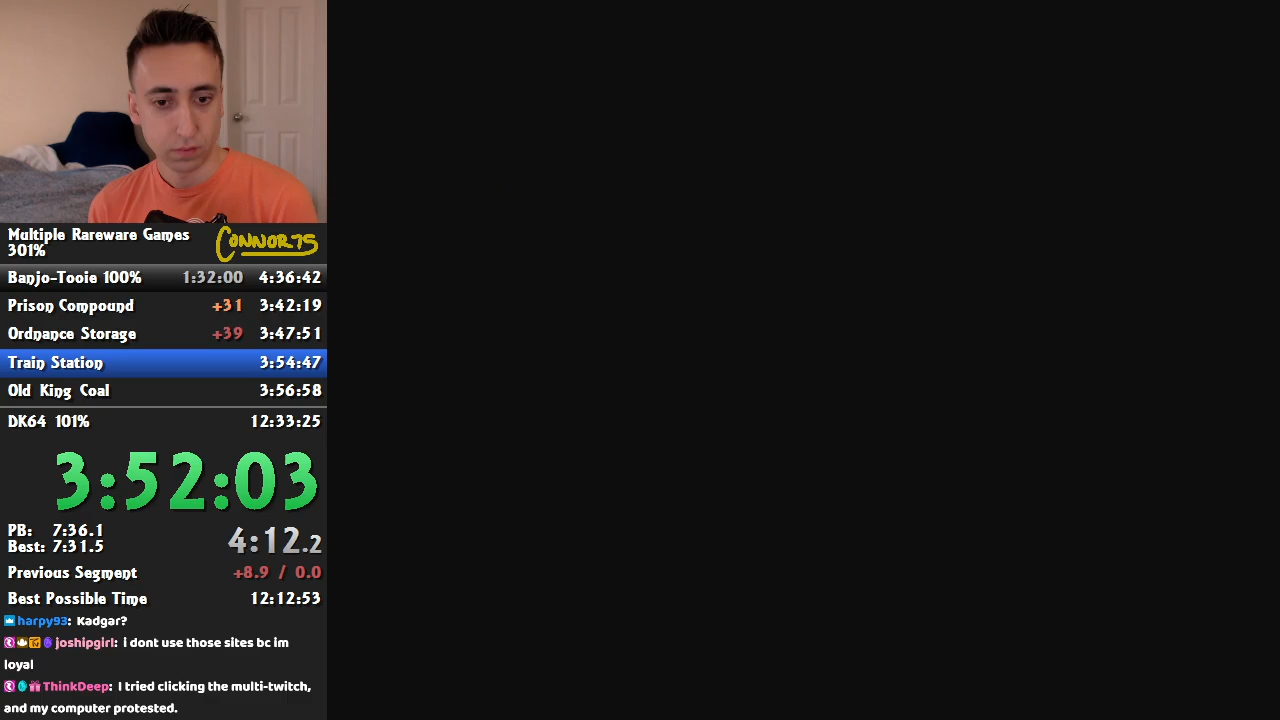 Multiple Rareware Games
301%
CONNOR75
Banjo-Tooie 100% 1:32:00 4:36:42
Prison Compound +31 3:42:19
Ordnance Storage +39 3:47:51
Train Station 3:54:47
Old King Coal 3:56:58
DK64 101% 12:33:25
3:52:03
PB: 7:36.1
Best: 7:31.5
4:12.2
Previous Segment +8.9 / 0.0
Best Possible Time 12:12:53
harpy93: Kadgar?
joshipgirl: i dont use those sites bc im
loyal
ThinkDeep: I tried clicking the multi-twitch,
and my computer protested.